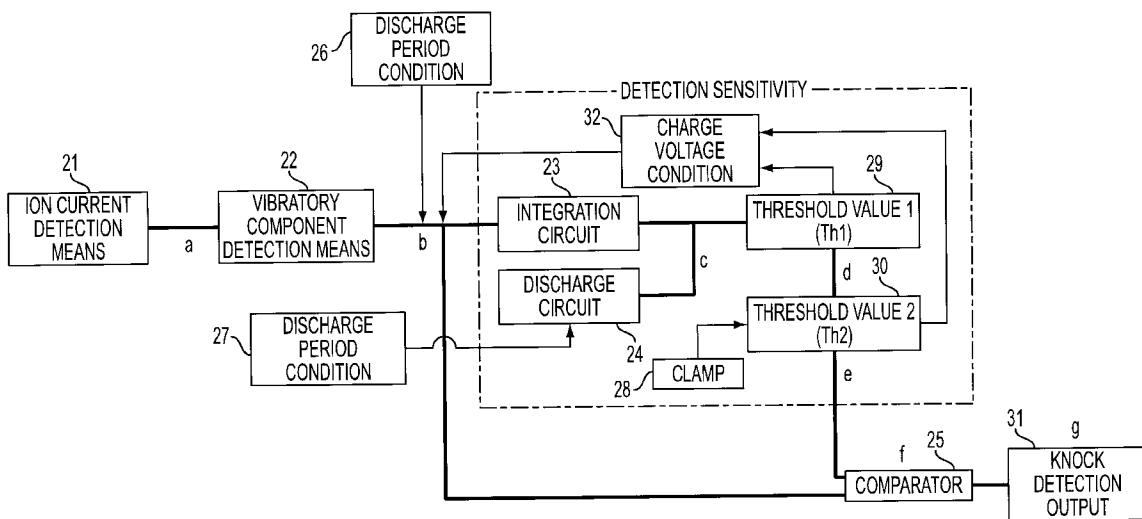 26
DISCHARGE
PERIOD
CONDITION
DETECTION SENSITIVITY
32
CHARGE
VOLTAGE
CONDITION
21
ION CURRENT
DETECTION
MEANS
a
22
VIBRATORY
COMPONENT
DETECTION MEANS
b
23
INTEGRATION
CIRCUIT
c
29
THRESHOLD VALUE 1
(Th1)
d
DISCHARGE
CIRCUIT
24
30
THRESHOLD VALUE 2
(Th2)
27
DISCHARGE
PERIOD
CONDITION
28
CLAMP
e
f
25
COMPARATOR
31
g
KNOCK
DETECTION
OUTPUT